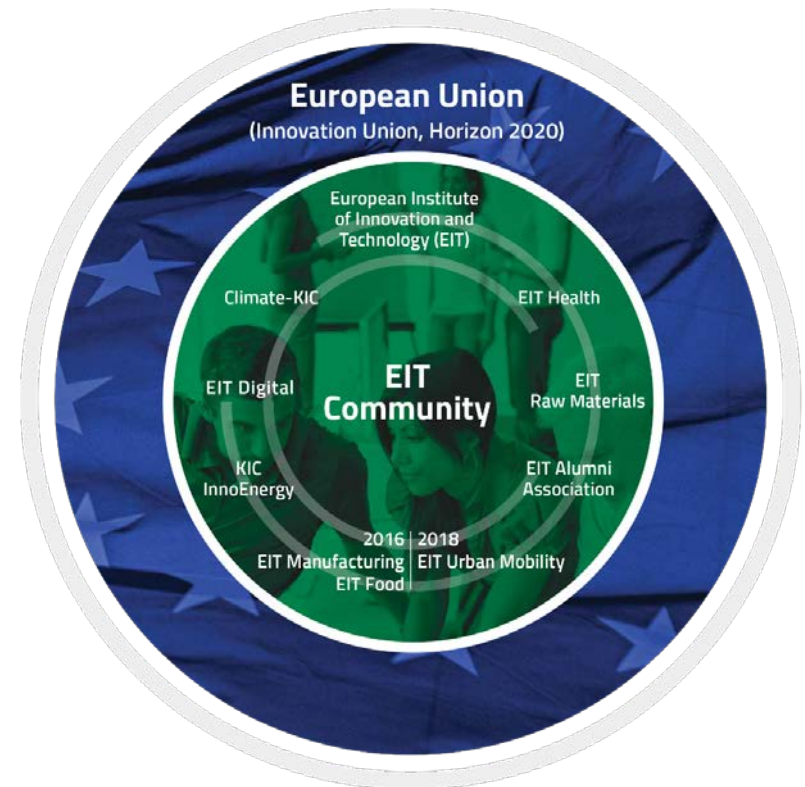 European Union
(Innovation Union, Horizon 2020)
European Institute
of Innovation and
Technology (EIT)
Climate-KIC
EIT Health
EIT Digital
EIT
Community
EIT
Raw Materials
KIC
InnoEnergy
EIT Alumni
Association
2016 | 2018
EIT Manufacturing | EIT Urban Mobility
EIT Food